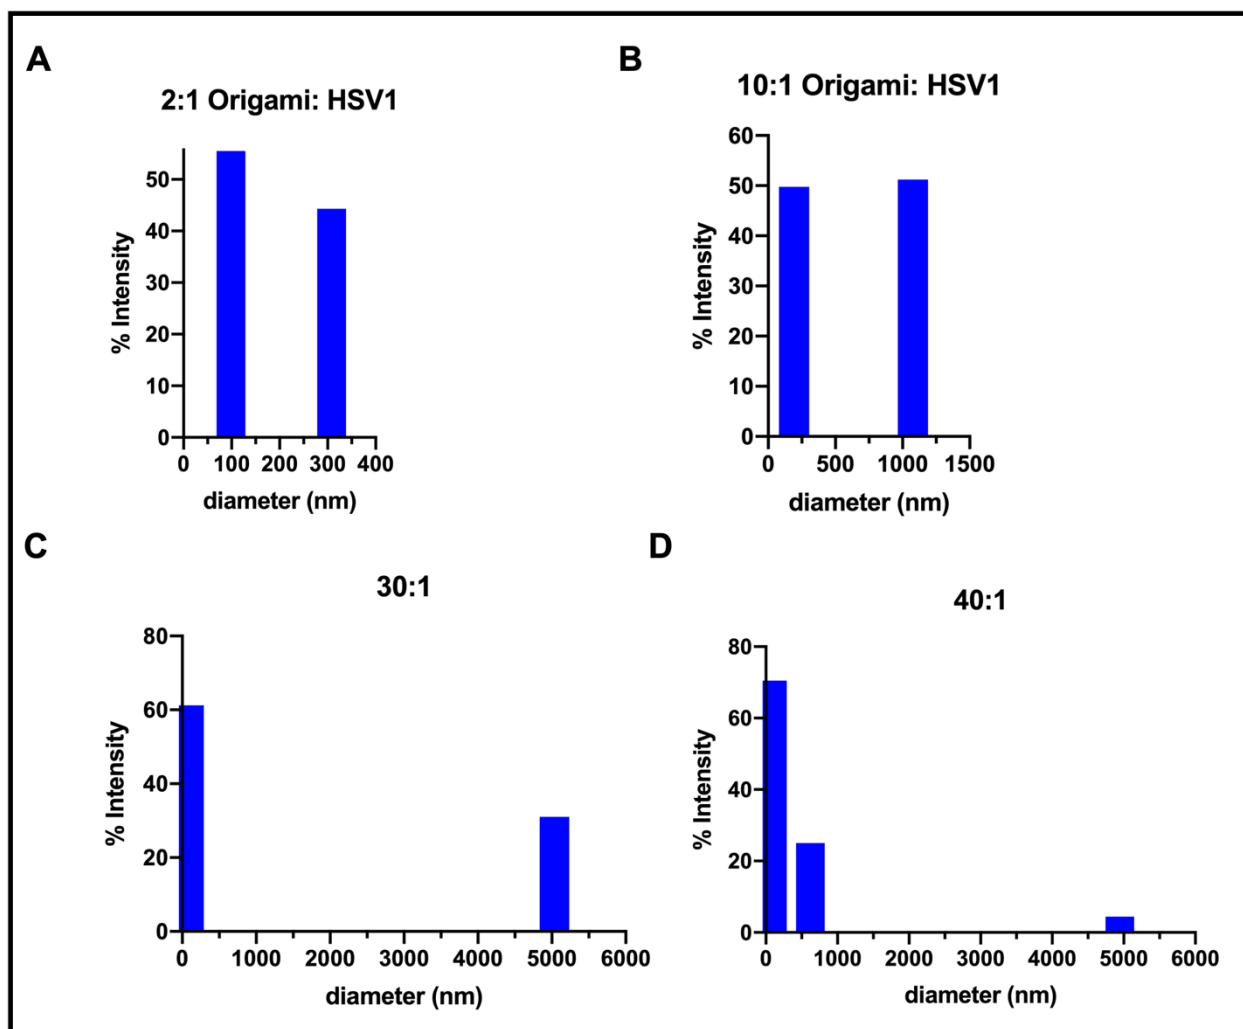 A
2:1 Origami: HSV1
% Intensity
50
40
30
20
10
0
0 100 200 300 400
diameter (nm)
B
10:1 Origami: HSV1
% Intensity
60
50
40
30
20
10
0
0 500 1000 1500
diameter (nm)
C
30:1
% Intensity
80
60
40
20
0
0 1000 2000 3000 4000 5000 6000
diameter (nm)
D
40:1
% Intensity
80
60
40
20
0
0 1000 2000 3000 4000 5000 6000
diameter (nm)